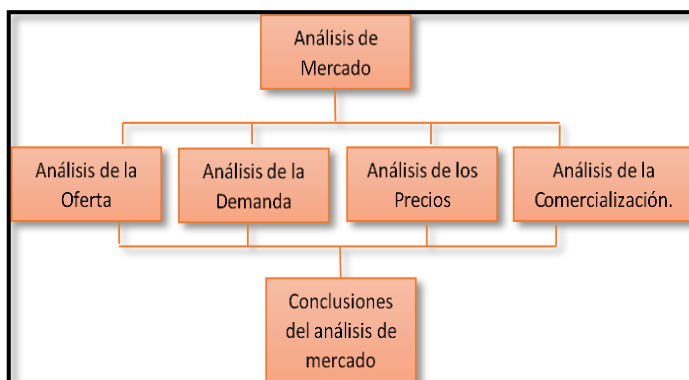 Análisis de
Mercado
Análisis de la
Oferta
Análisis de la
Demanda
Análisis de los
Precios
Análisis de la
Comercialización.
Conclusiones
del análisis de
mercado